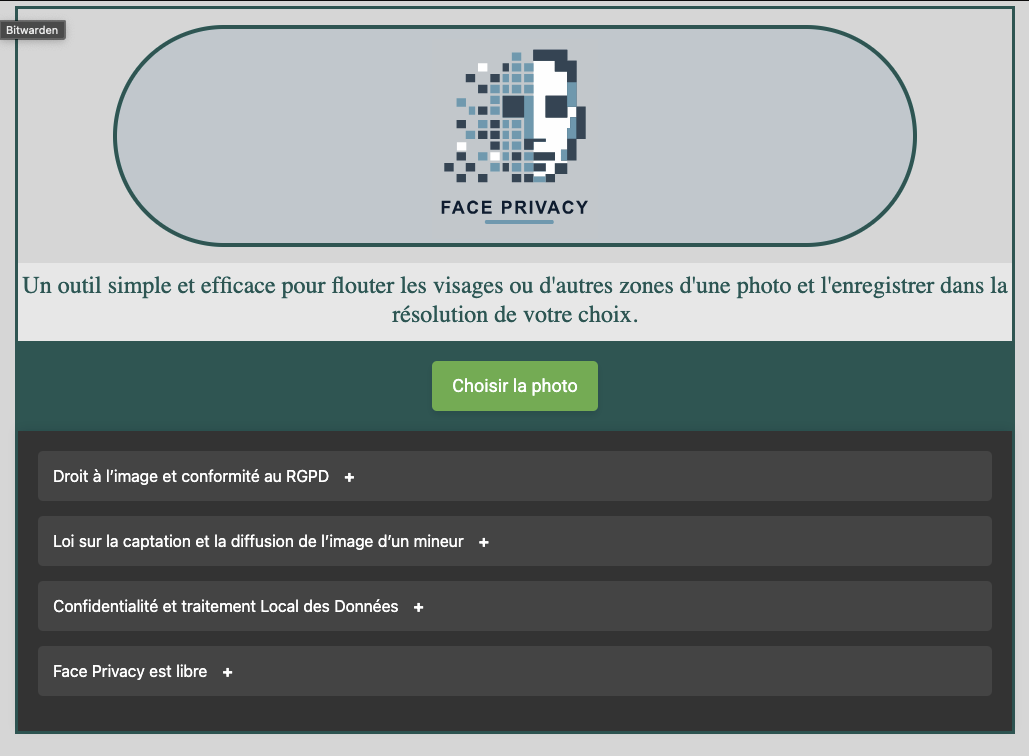 Bitwarden
FACE PRIVACY
Un outil simple et efficace pour flouter les visages ou d'autres zones d'une photo et l'enregistrer dans la
résolution de votre choix.
Choisir la photo
Droit à l’image et conformité au RGPD +
Loi sur la captation et la diffusion de l’image d’un mineur +
Confidentialité et traitement Local des Données +
Face Privacy est libre +